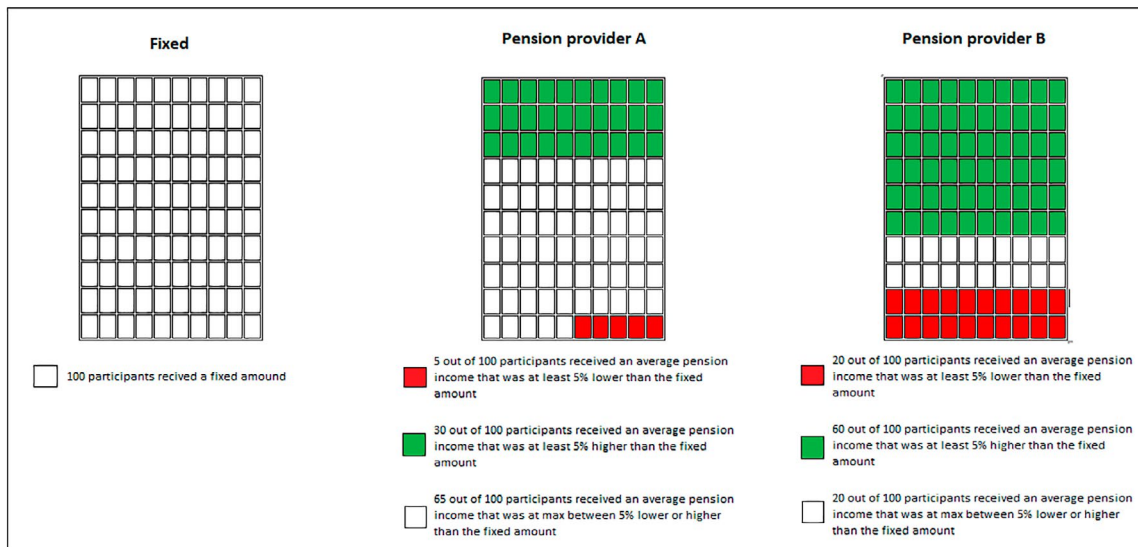 Fixed
Pension provider A
Pension provider B
100 participants recived a fixed amount
5 out of 100 participants received an average pension
income that was at least 5% lower than the fixed
amount
30 out of 100 participants received an average pension
income that was at least 5% higher than the fixed
amount
65 out of 100 participants received an average pension
income that was at max between 5% lower or higher
than the fixed amount
20 out of 100 participants received an average pension
income that was at least 5% lower than the fixed
amount
60 out of 100 participants received an average pension
income that was at least 5% higher than the fixed
amount
20 out of 100 participants received an average pension
income that was at max between 5% lower or higher
than the fixed amount